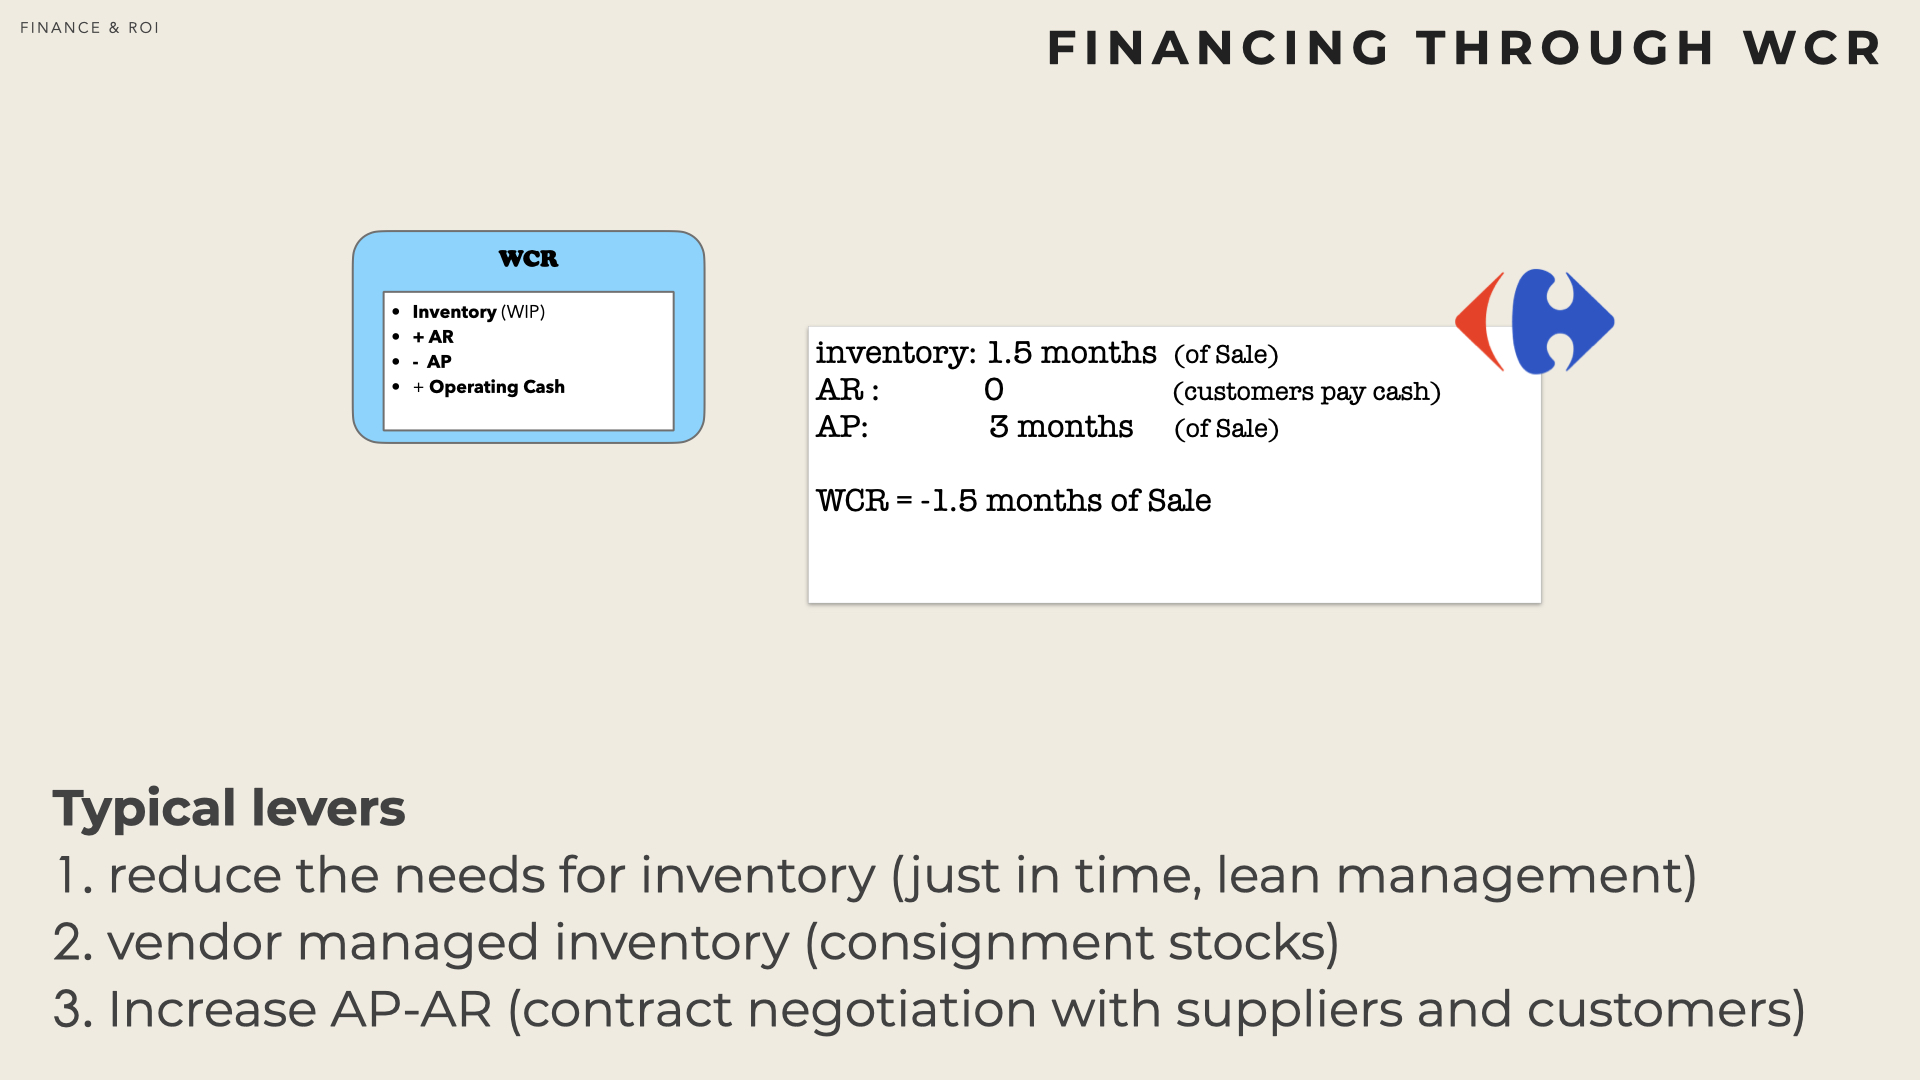 FINANCE & ROI
FINANCING THROUGH WCR
WCR
• Inventory (WIP)
• + AR
• - AP
• + Operating Cash
inventory: 1.5 months (of Sale)
AR : 0 (customers pay cash)
AP: 3 months (of Sale)
WCR = -1.5 months of Sale
Typical levers
1. reduce the needs for inventory (just in time, lean management)
2. vendor managed inventory (consignment stocks)
3. Increase AP-AR (contract negotiation with suppliers and customers)